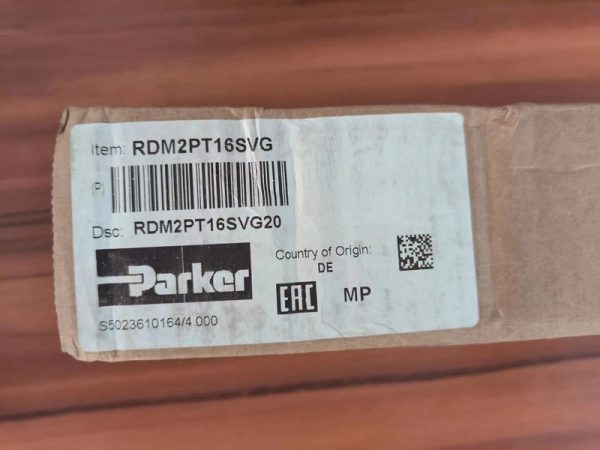 Item: RDM2PT16SVG
(P)
Dsc: RDM2PT16SVG20
Parker
Country of Origin:
DE
EAC MP
S5023610164/4.000